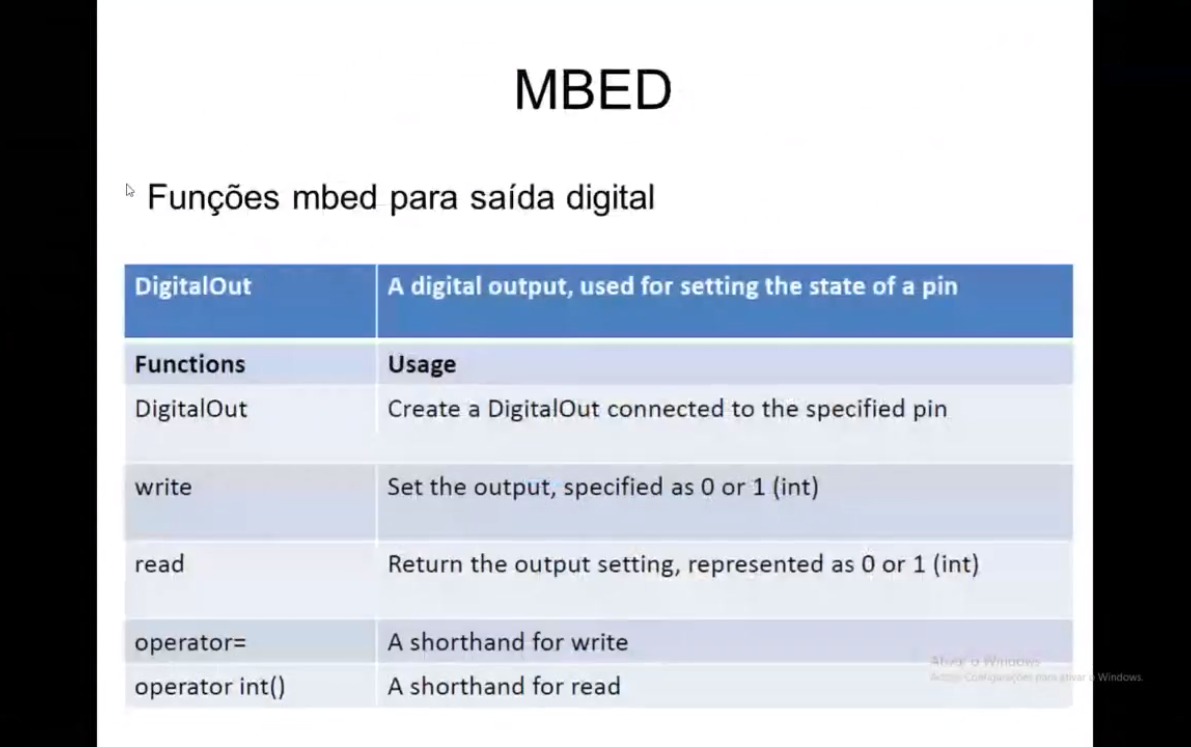 MBED
Funções mbed para saída digital
DigitalOut A digital output, used for setting the state of a pin
Functions Usage
DigitalOut Create a DigitalOut connected to the specified pin
write Set the output, specified as 0 or 1 (int)
read Return the output setting, represented as 0 or 1 (int)
operator= A shorthand for write
Ativar o Windows
operator int() A shorthand for read
Acesse Configurações para ativar o Windows.